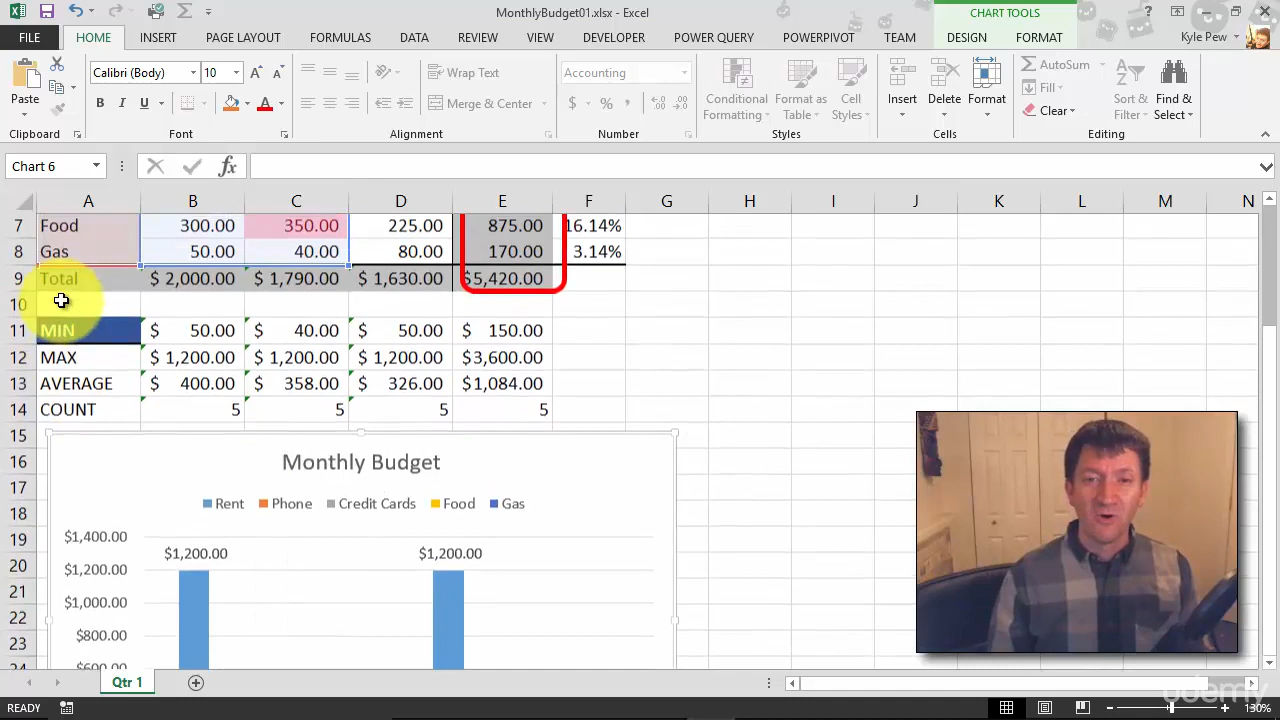 MonthlyBudget01.xlsx - Excel
CHART TOOLS
FILE HOME INSERT PAGE LAYOUT FORMULAS DATA REVIEW VIEW DEVELOPER POWER QUERY POWERPIVOT TEAM DESIGN FORMAT Kyle Pew
Paste
Calibri (Body) 10
B I U
Wrap Text
Merge & Center
Accounting
$ % ,
Conditional Formatting
Format as Table
Cell Styles
Insert Delete Format
AutoSum
Fill
Clear
Sort & Filter
Find & Select
Clipboard Font Alignment Number Styles Cells Editing
Chart 6 fx
A B C D E F G H I J K L M N
7 Food 300.00 350.00 225.00 875.00 16.14%
8 Gas 50.00 40.00 80.00 170.00 3.14%
9 Total $ 2,000.00 $ 1,790.00 $ 1,630.00 $5,420.00
10
11 MIN $ 50.00 $ 40.00 $ 50.00 $ 150.00
12 MAX $ 1,200.00 $ 1,200.00 $ 1,200.00 $3,600.00
13 AVERAGE $ 400.00 $ 358.00 $ 326.00 $1,084.00
14 COUNT 5 5 5 5
15
16
17
18
19
20
21
22
23
24
Monthly Budget
Rent Phone Credit Cards Food Gas
$1,400.00
$1,200.00 $1,200.00
$1,200.00
$1,000.00
$800.00
$600.00
Qtr 1
READY 130%
udemy